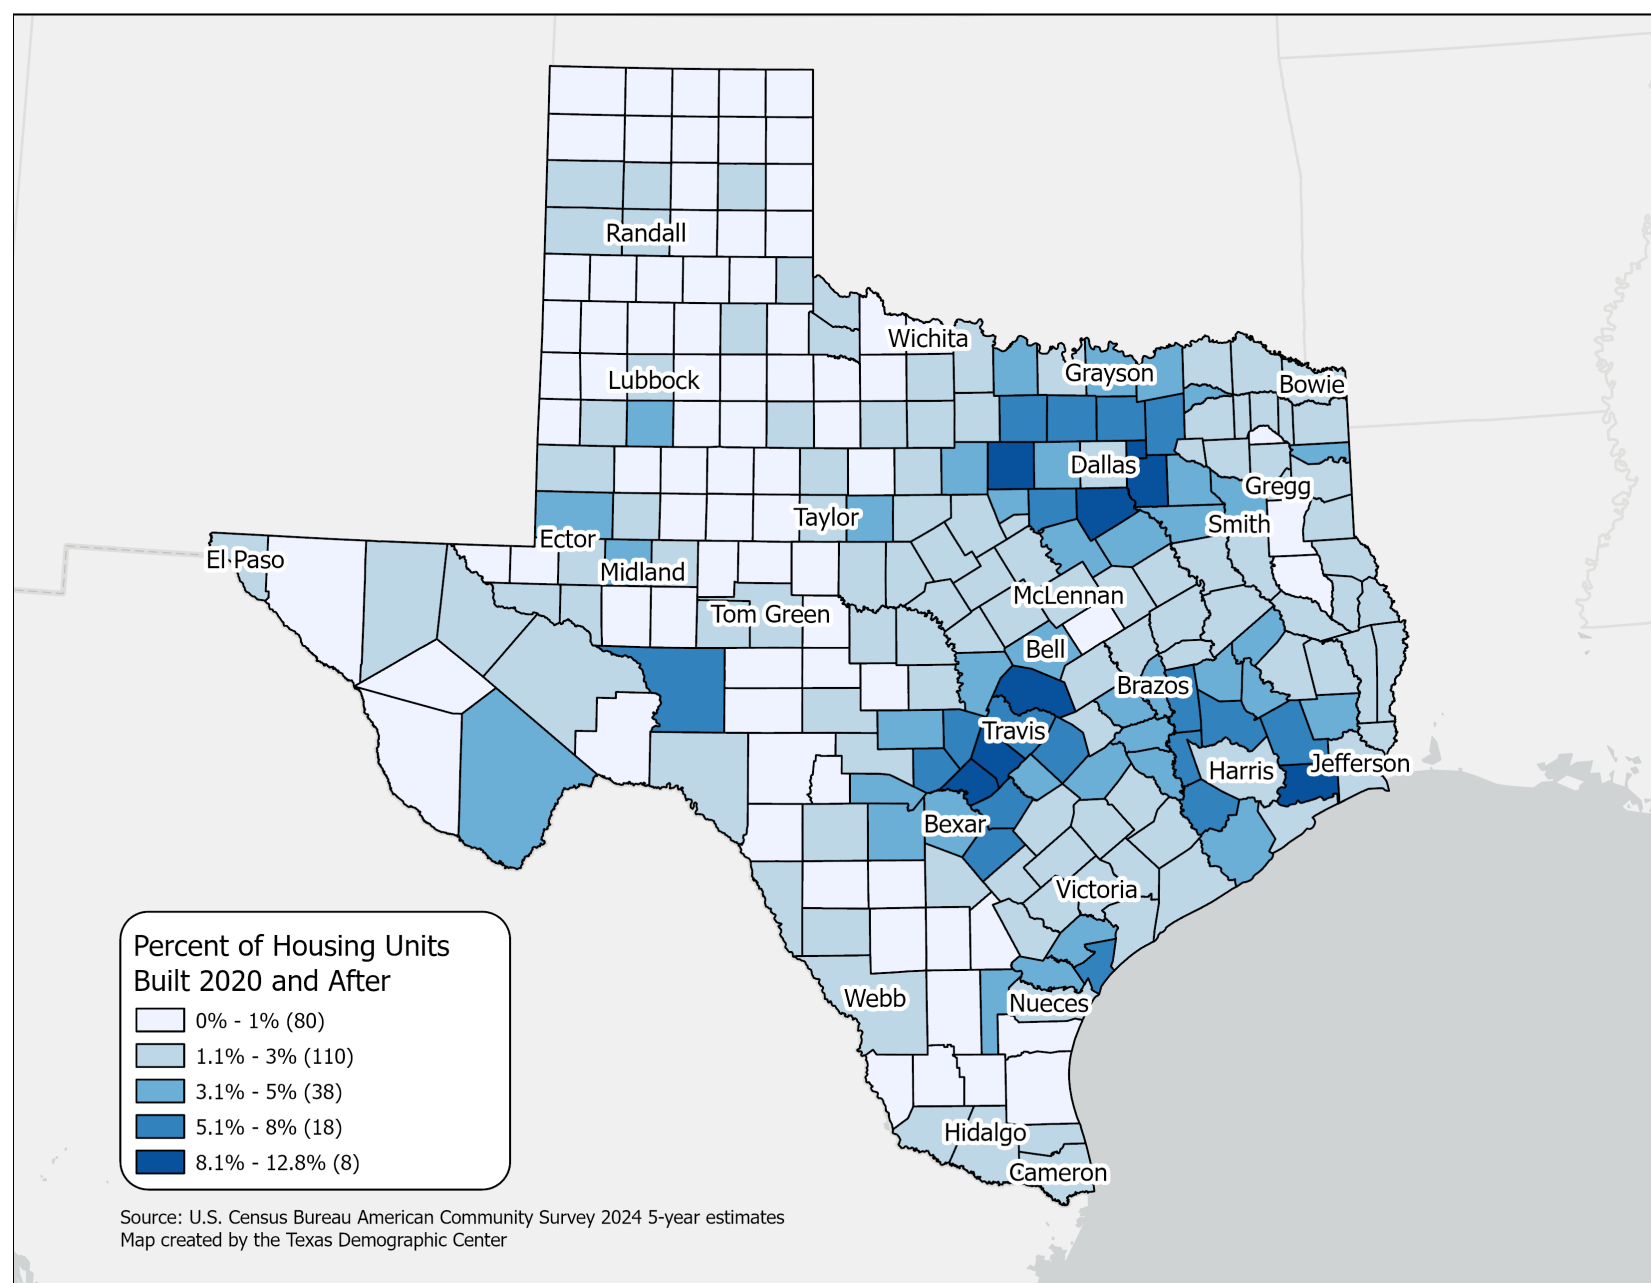 Randall
Wichita
Lubbock
Grayson
Bowie
Dallas
Gregg
Taylor
Smith
Ector
El Paso
Midland
McLennan
Tom Green
Bell
Brazos
Travis
Harris
Jefferson
Bexar
Victoria
Webb
Nueces
Hidalgo
Cameron
Percent of Housing Units
Built 2020 and After
0% - 1% (80)
1.1% - 3% (110)
3.1% - 5% (38)
5.1% - 8% (18)
8.1% - 12.8% (8)
Source: U.S. Census Bureau American Community Survey 2024 5-year estimates
Map created by the Texas Demographic Center